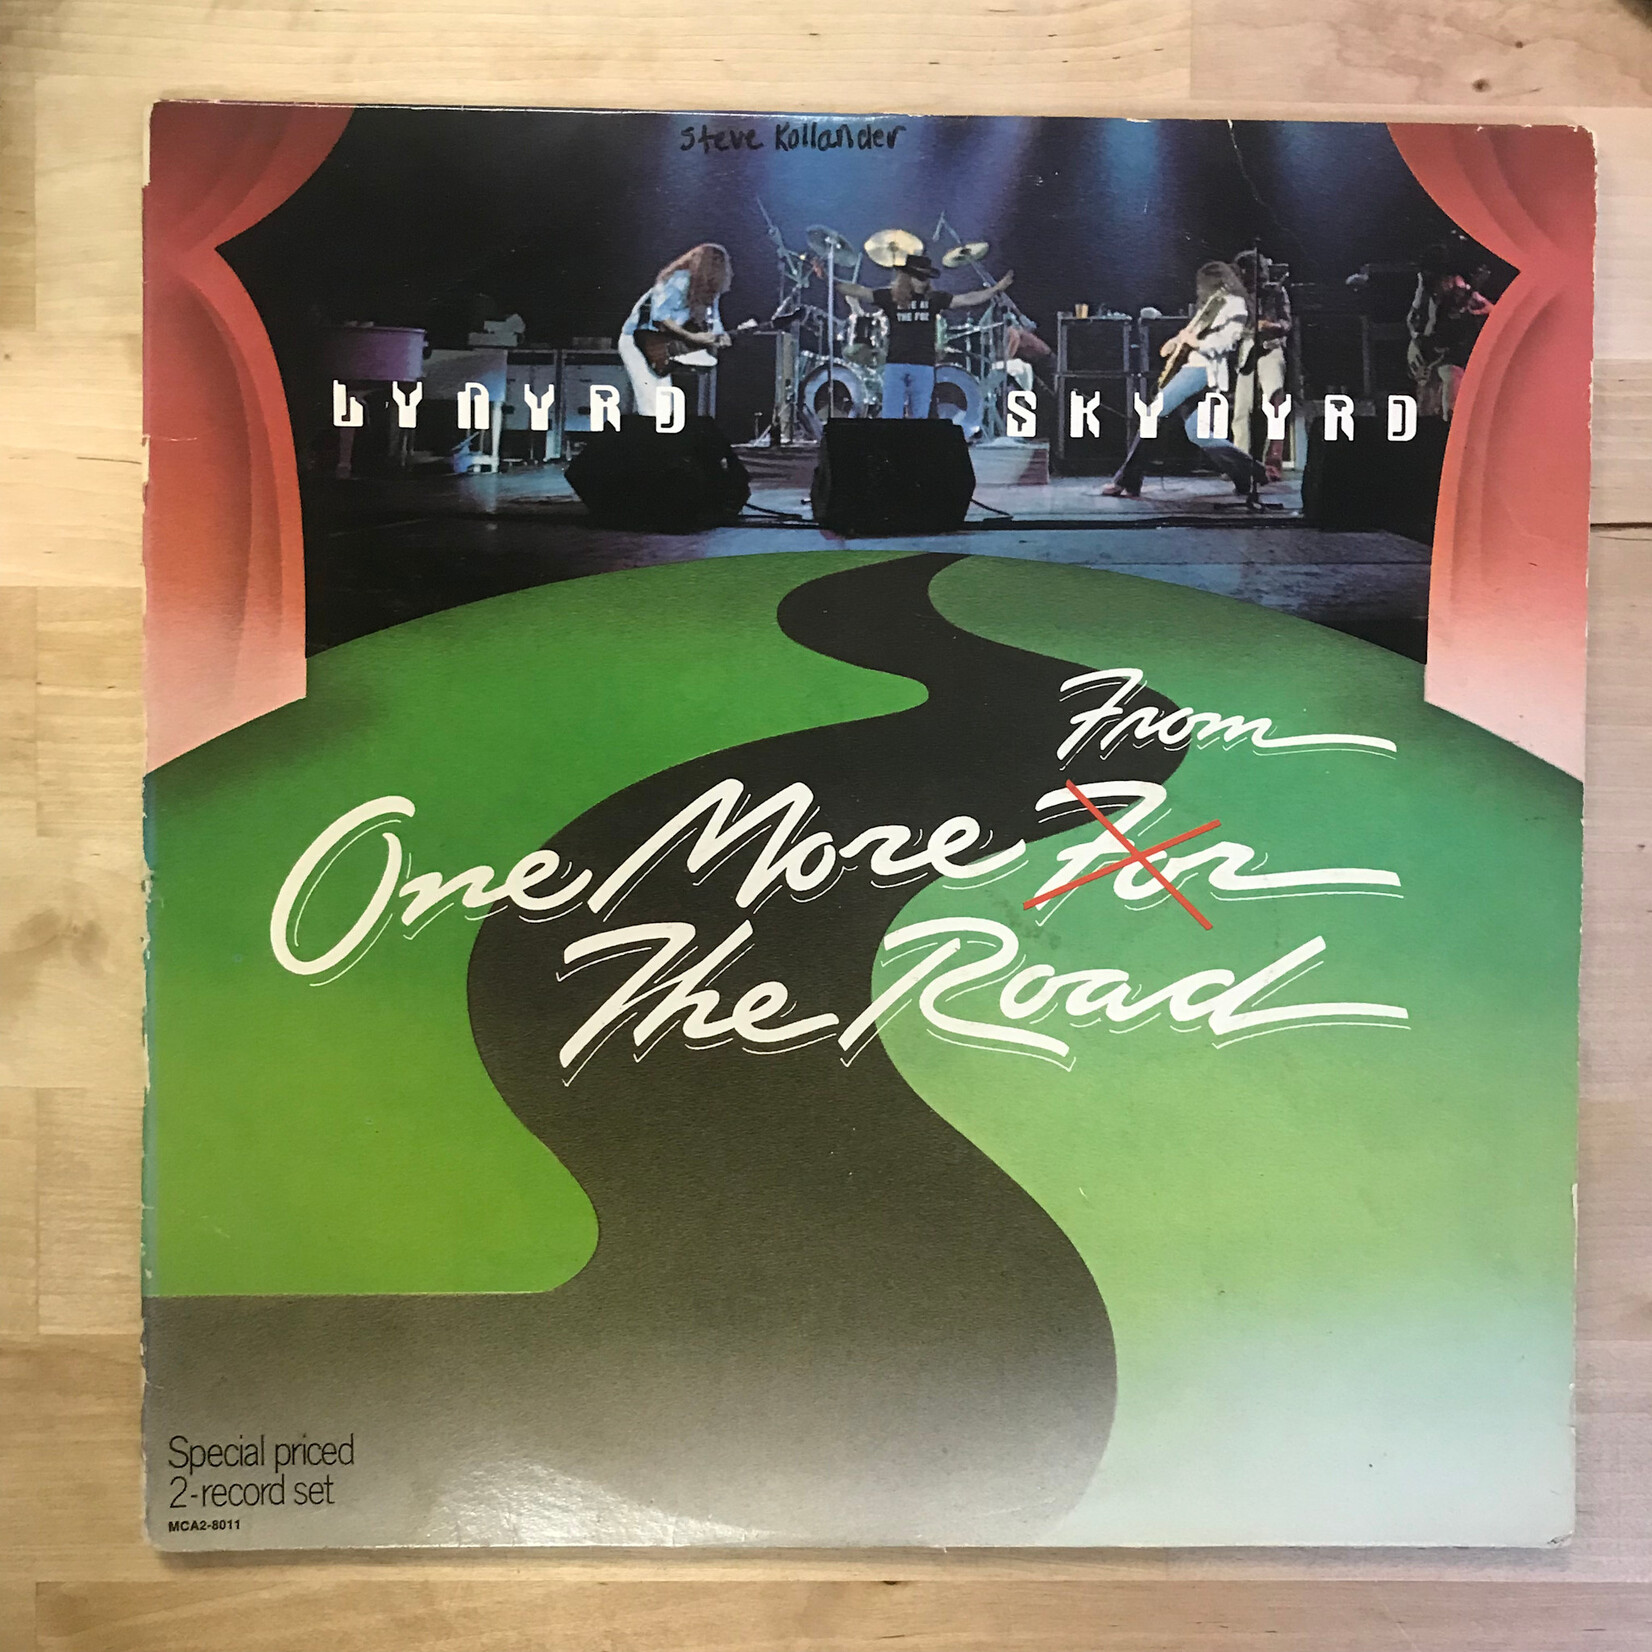 Steve Kollander
LYNYRD SKYNYRD
From
One More For
The Road
Special priced
2-record set
MCA2-8011